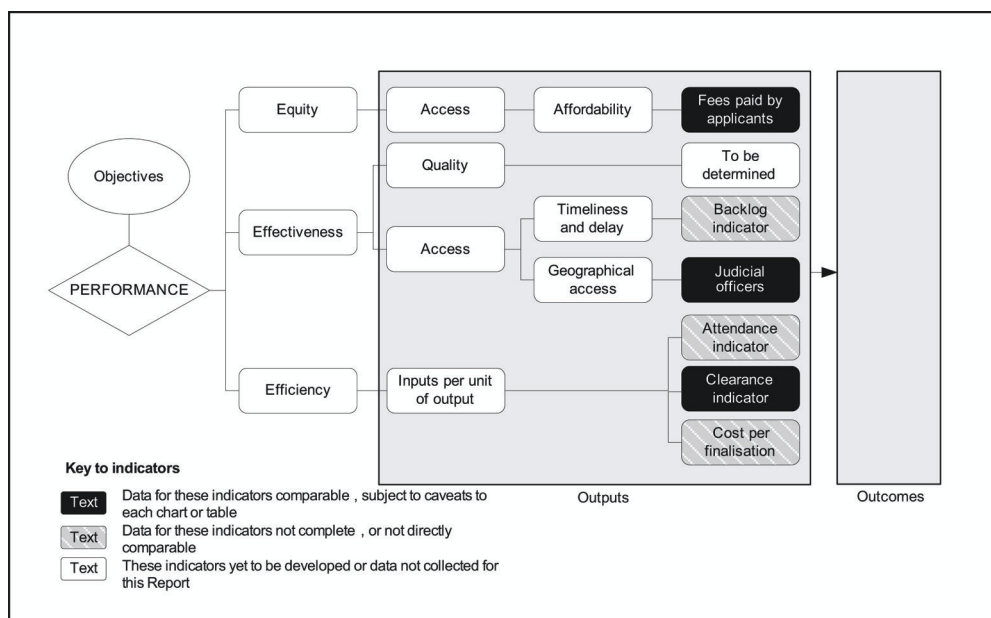 Objectives
PERFORMANCE
Equity
Access
Affordability
Fees paid by
applicants
Effectiveness
Quality
To be
determined
Access
Timeliness
and delay
Backlog
indicator
Geographical
access
Judicial
officers
Efficiency
Inputs per unit
of output
Attendance
indicator
Clearance
indicator
Cost per
finalisation
Outputs
Outcomes
Key to indicators
Text
Data for these indicators comparable , subject to caveats to
each chart or table
Text
Data for these indicators not complete , or not directly
comparable
Text
These indicators yet to be developed or data not collected for
this Report